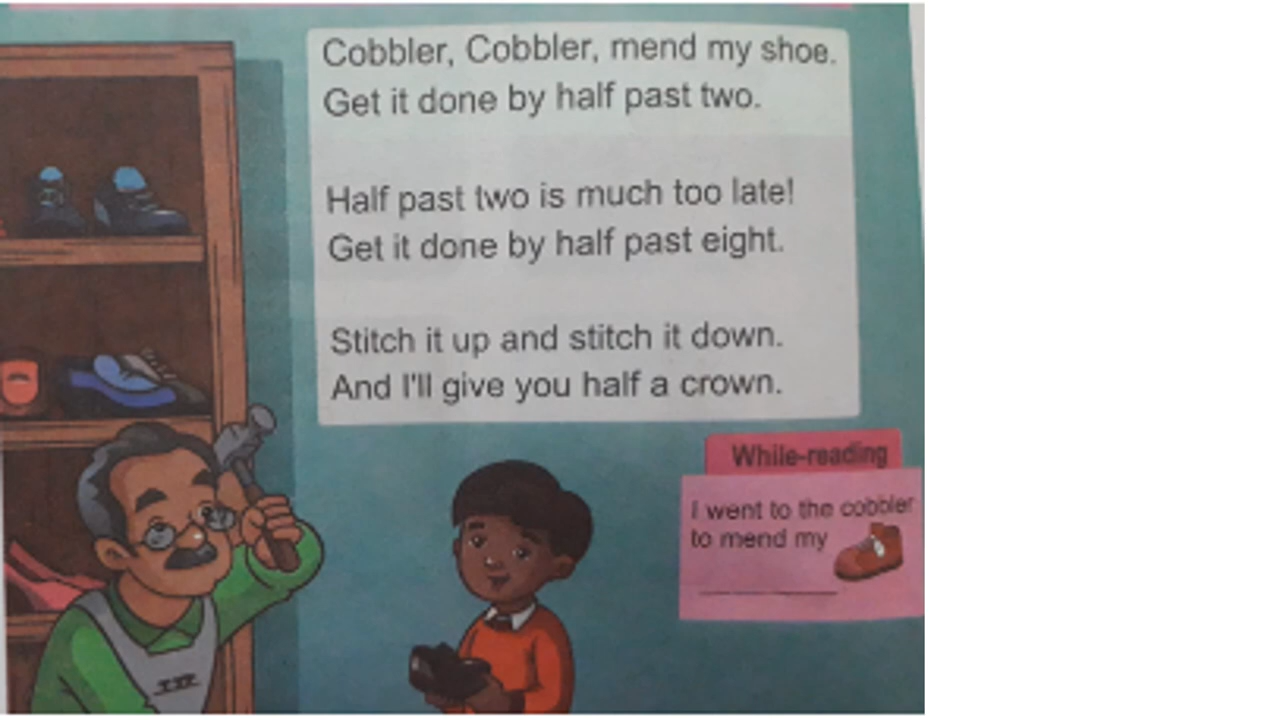 Cobbler, Cobbler, mend my shoe.
Get it done by half past two.
Half past two is much too late!
Get it done by half past eight.
Stitch it up and stitch it down.
And I'll give you half a crown.
While-reading
I went to the cobbler
to mend my